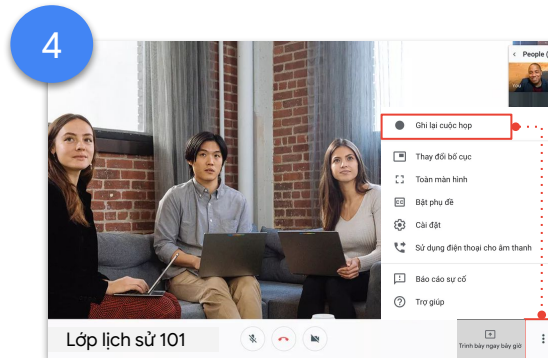 4
People (
You
Ghi lại cuộc họp
Thay đổi bố cục
Toàn màn hình
CC Bật phụ đề
Cài đặt
Sử dụng điện thoại cho âm thanh
Báo cáo sự cố
Trợ giúp
Lớp lịch sử 101
Trình bày ngay bây giờ